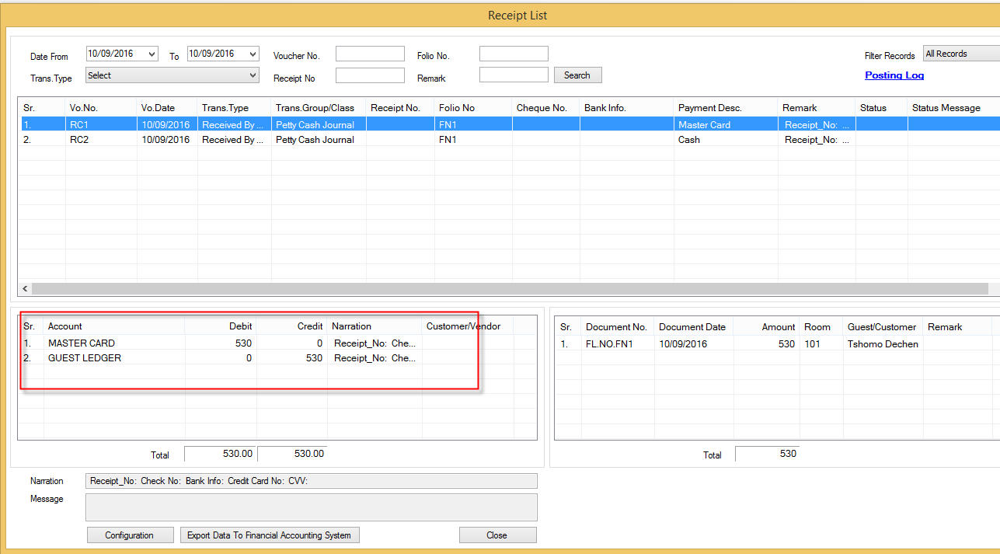 Receipt List
Date From 10/09/2016 To 10/09/2016 Voucher No. Folio No. Filter Records All Records
Trans.Type Select Receipt No Remark Search Posting Log
Sr. Vo.No. Vo.Date Trans.Type Trans.Group/Class Receipt No. Folio No Cheque No. Bank Info. Payment Desc. Remark Status Status Message
1. RC1 10/09/2016 Received By ... Petty Cash Journal FN1 Master Card Receipt_No: ...
2. RC2 10/09/2016 Received By ... Petty Cash Journal FN1 Cash Receipt_No: ...
Sr. Account Debit Credit Narration Customer/Vendor
1. MASTER CARD 530 0 Receipt_No: Che...
2. GUEST LEDGER 0 530 Receipt_No: Che...
Total 530.00 530.00
Sr. Document No. Document Date Amount Room Guest/Customer Remark
1. FL.NO.FN1 10/09/2016 530 101 Tshomo Dechen
Total 530
Narration Receipt_No: Check No: Bank Info: Credit Card No: CVV:
Message
Configuration Export Data To Financial Accounting System Close